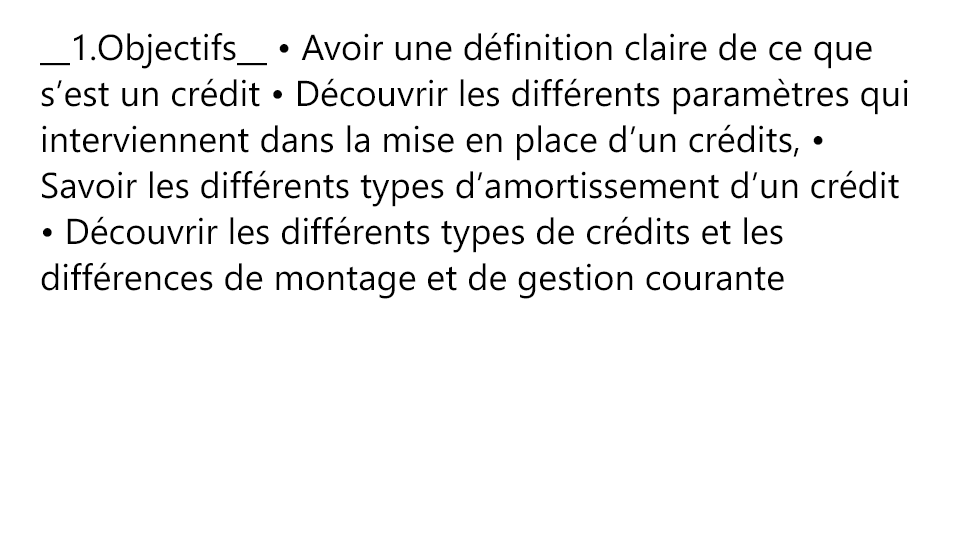 __1.Objectifs__ • Avoir une définition claire de ce que
s’est un crédit • Découvrir les différents paramètres qui
interviennent dans la mise en place d’un crédits, •
Savoir les différents types d’amortissement d’un crédit
• Découvrir les différents types de crédits et les
différences de montage et de gestion courante